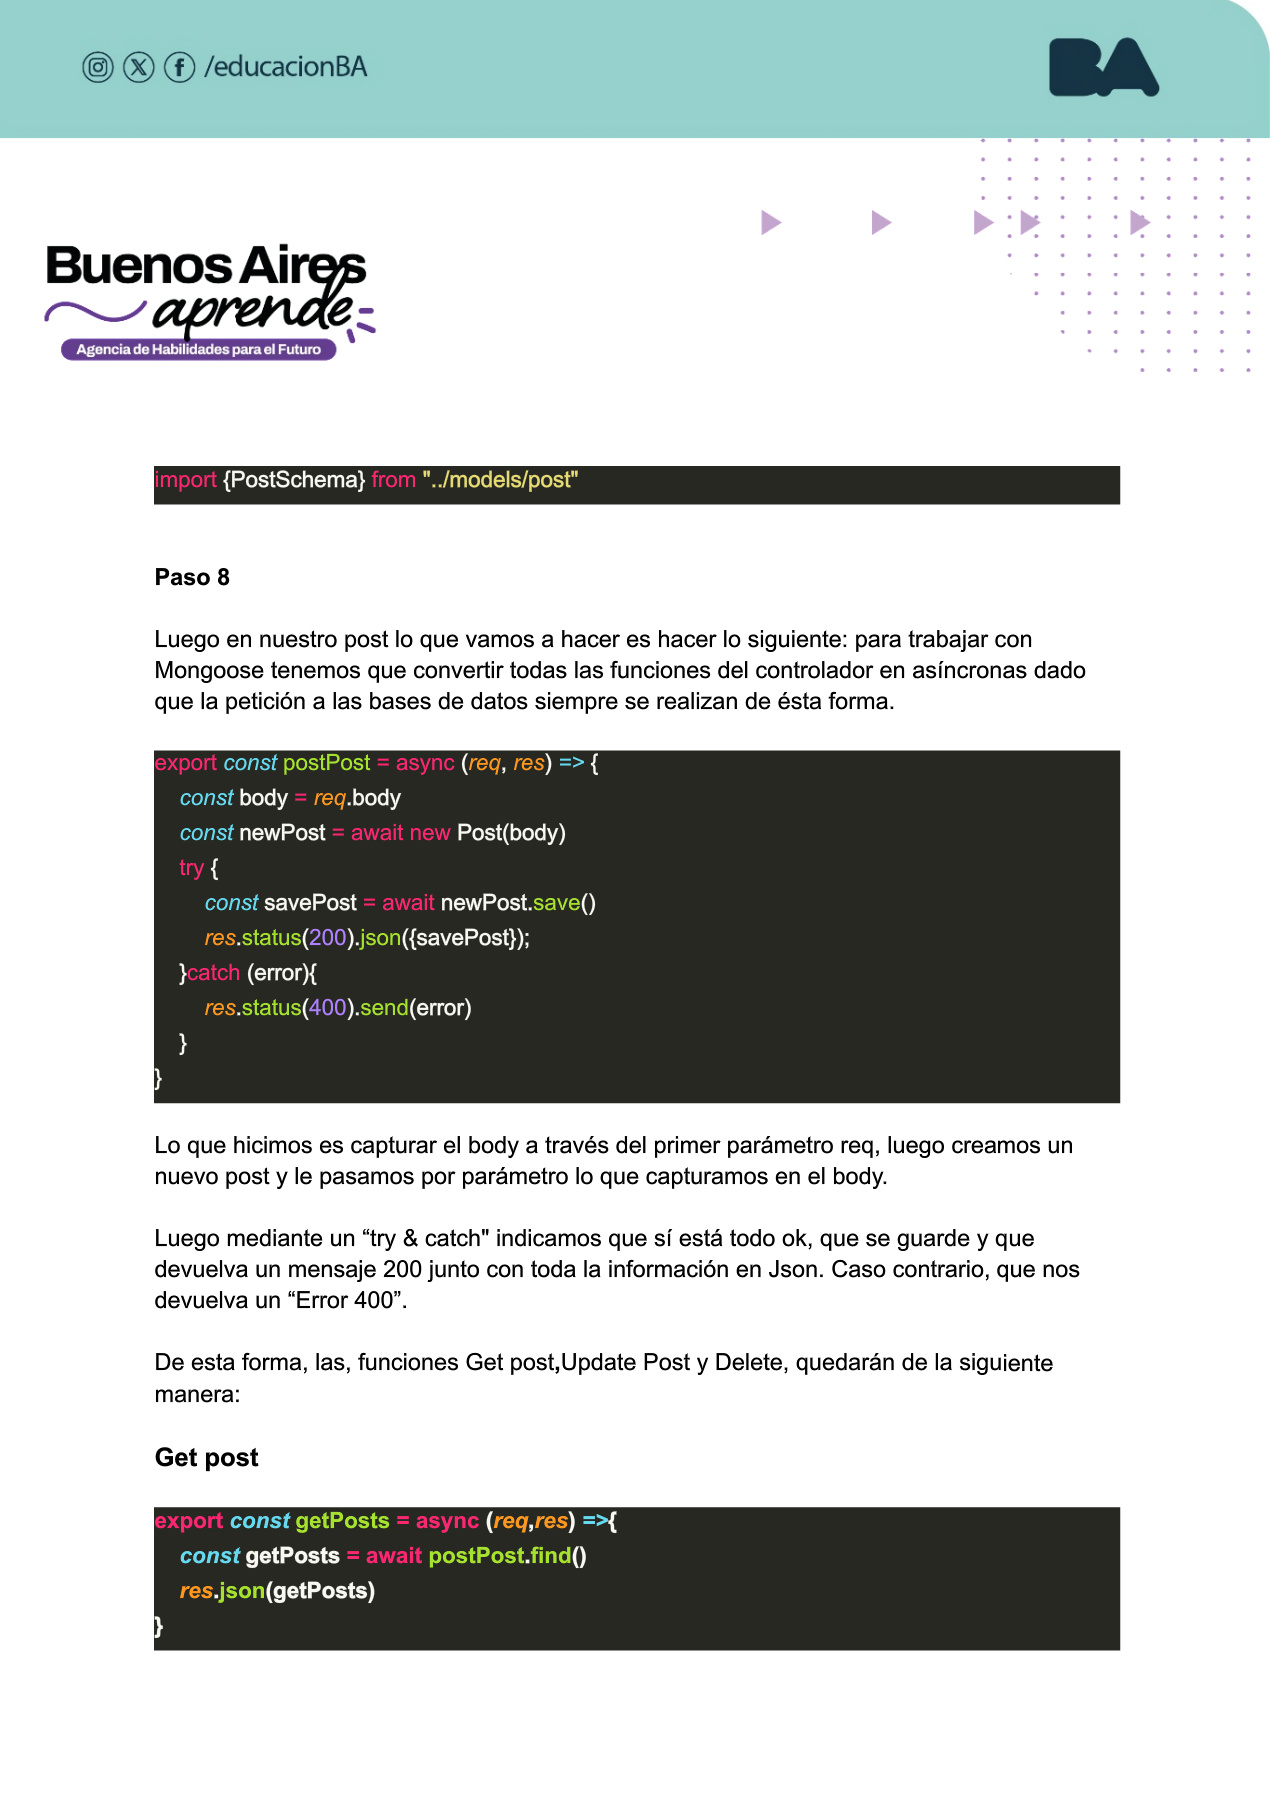 /educacionBA
BA
Buenos Aires
aprende
Agencia de Habilidades para el Futuro
import {PostSchema} from "../models/post"
Paso 8
Luego en nuestro post lo que vamos a hacer es hacer lo siguiente: para trabajar con
Mongoose tenemos que convertir todas las funciones del controlador en asíncronas dado
que la petición a las bases de datos siempre se realizan de ésta forma.
export const postPost = async (req, res) => {
    const body = req.body
    const newPost = await new Post(body)
    try {
        const savePost = await newPost.save()
        res.status(200).json({savePost});
    }catch (error){
        res.status(400).send(error)
    }
}
Lo que hicimos es capturar el body a través del primer parámetro req, luego creamos un
nuevo post y le pasamos por parámetro lo que capturamos en el body.
Luego mediante un “try & catch" indicamos que sí está todo ok, que se guarde y que
devuelva un mensaje 200 junto con toda la información en Json. Caso contrario, que nos
devuelva un “Error 400”.
De esta forma, las, funciones Get post,Update Post y Delete, quedarán de la siguiente
manera:
Get post
export const getPosts = async (req,res) =>{
    const getPosts = await postPost.find()
    res.json(getPosts)
}